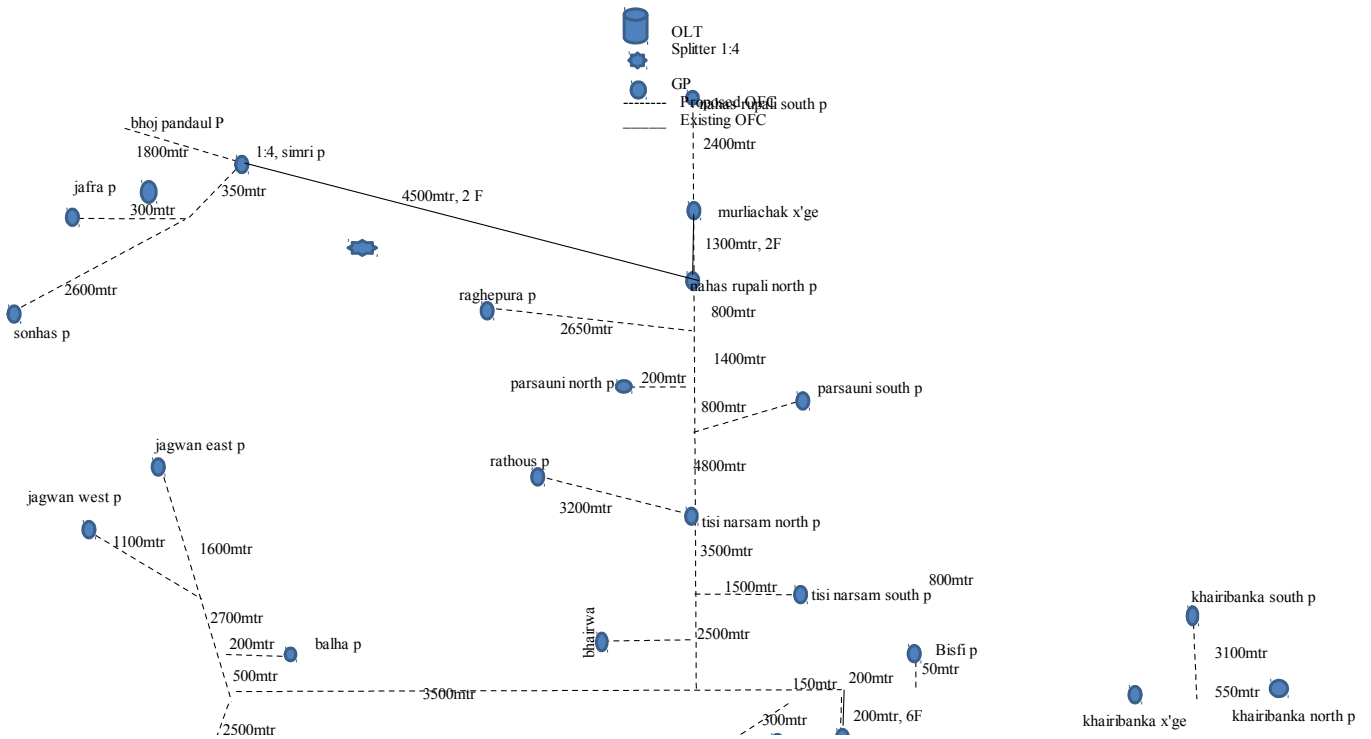 OLT
Splitter 1:4
GP
Proposed OFC
nahas rupali south p
Existing OFC
bhoj pandaul P
1800mtr
1:4, simri p
2400mtr
jafra p
350mtr
4500mtr, 2 F
300mtr
murliachak x'ge
1300mtr, 2F
2600mtr
nahas rupali north p
raghepura p
800mtr
sonhas p
2650mtr
1400mtr
parsauni north p
200mtr
parsauni south p
800mtr
jagwan east p
rathous p
4800mtr
jagwan west p
3200mtr
tisi narsam north p
1100mtr
1600mtr
3500mtr
800mtr
1500mtr
tisi narsam south p
khairibanka south p
2700mtr
bhairwa
2500mtr
200mtr
balha p
Bisfi p
3100mtr
500mtr
50mtr
200mtr
150mtr
3500mtr
550mtr
khairibanka x'ge
khairibanka north p
300mtr
200mtr, 6F
2500mtr